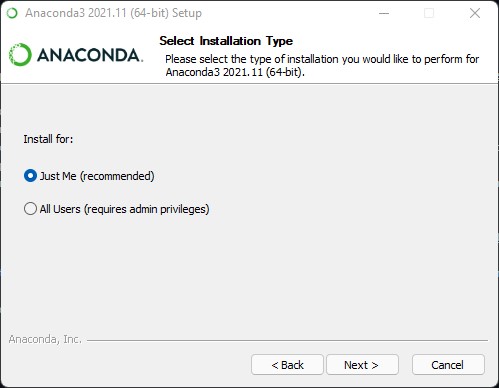 Anaconda3 2021.11 (64-bit) Setup
ANACONDA.
Select Installation Type
Please select the type of installation you would like to perform for
Anaconda3 2021.11 (64-bit).
Install for:
Just Me (recommended)
All Users (requires admin privileges)
Anaconda, Inc.
< Back Next > Cancel